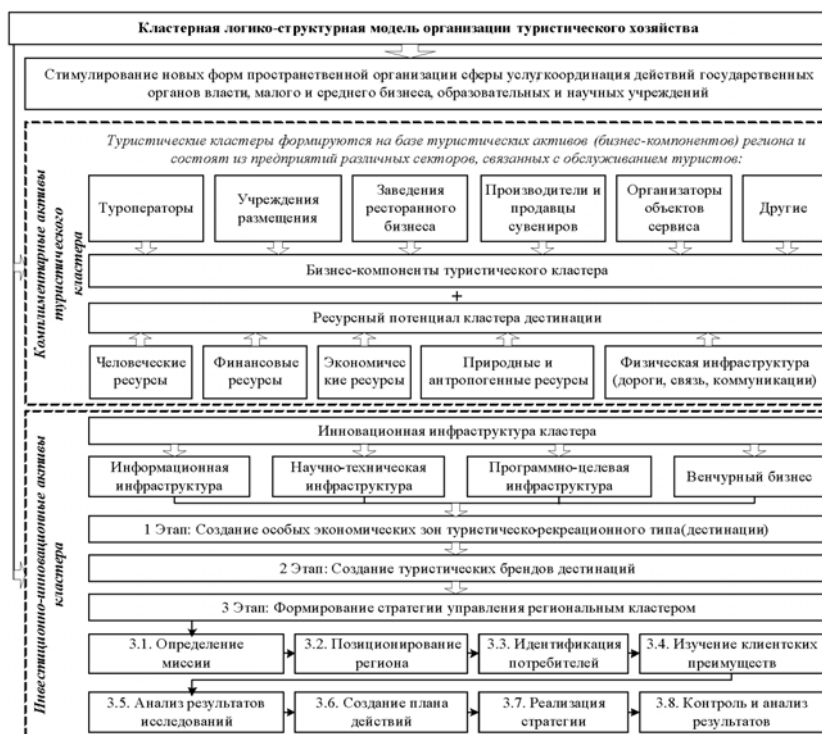 Кластерная логико-структурная модель организации туристического хозяйства
Стимулирование новых форм пространственной организации сферы услугкоординация действий государственных
органов власти, малого и среднего бизнеса, образовательных и научных учреждений
Комплиментарные активы
туристического
кластера
Туристические кластеры формируются на базе туристических активов (бизнес-компонентов) региона и
состоят из предприятий различных секторов, связанных с обслуживанием туристов:
Туроператоры
Учреждения
размещения
Заведения
ресторанного
бизнеса
Производители и
продавцы
сувениров
Организаторы
объектов
сервиса
Другие
Бизнес-компоненты туристического кластера
+
Ресурсный потенциал кластера дестинации
Человеческие
ресурсы
Финансовые
ресурсы
Экономичес
кие ресурсы
Природные и
антропогенные ресурсы
Физическая инфраструктура
(дороги, связь, коммуникации)
Инвестиционно-инновационные активы
кластера
Инновационная инфраструктура кластера
Информационная
инфраструктура
Научно-техническая
инфраструктура
Программно-целевая
инфраструктура
Венчурный бизнес
1 Этап: Создание особых экономических зон туристическо-рекреационного типа(дестинации)
2 Этап: Создание туристических брендов дестинаций
3 Этап: Формирование стратегии управления региональным кластером
3.1. Определение
миссии
3.2. Позиционирование
региона
3.3. Идентификация
потребителей
3.4. Изучение клиентских
преимуществ
3.5. Анализ результатов
исследований
3.6. Создание плана
действий
3.7. Реализация
стратегии
3.8. Контроль и анализ
результатов